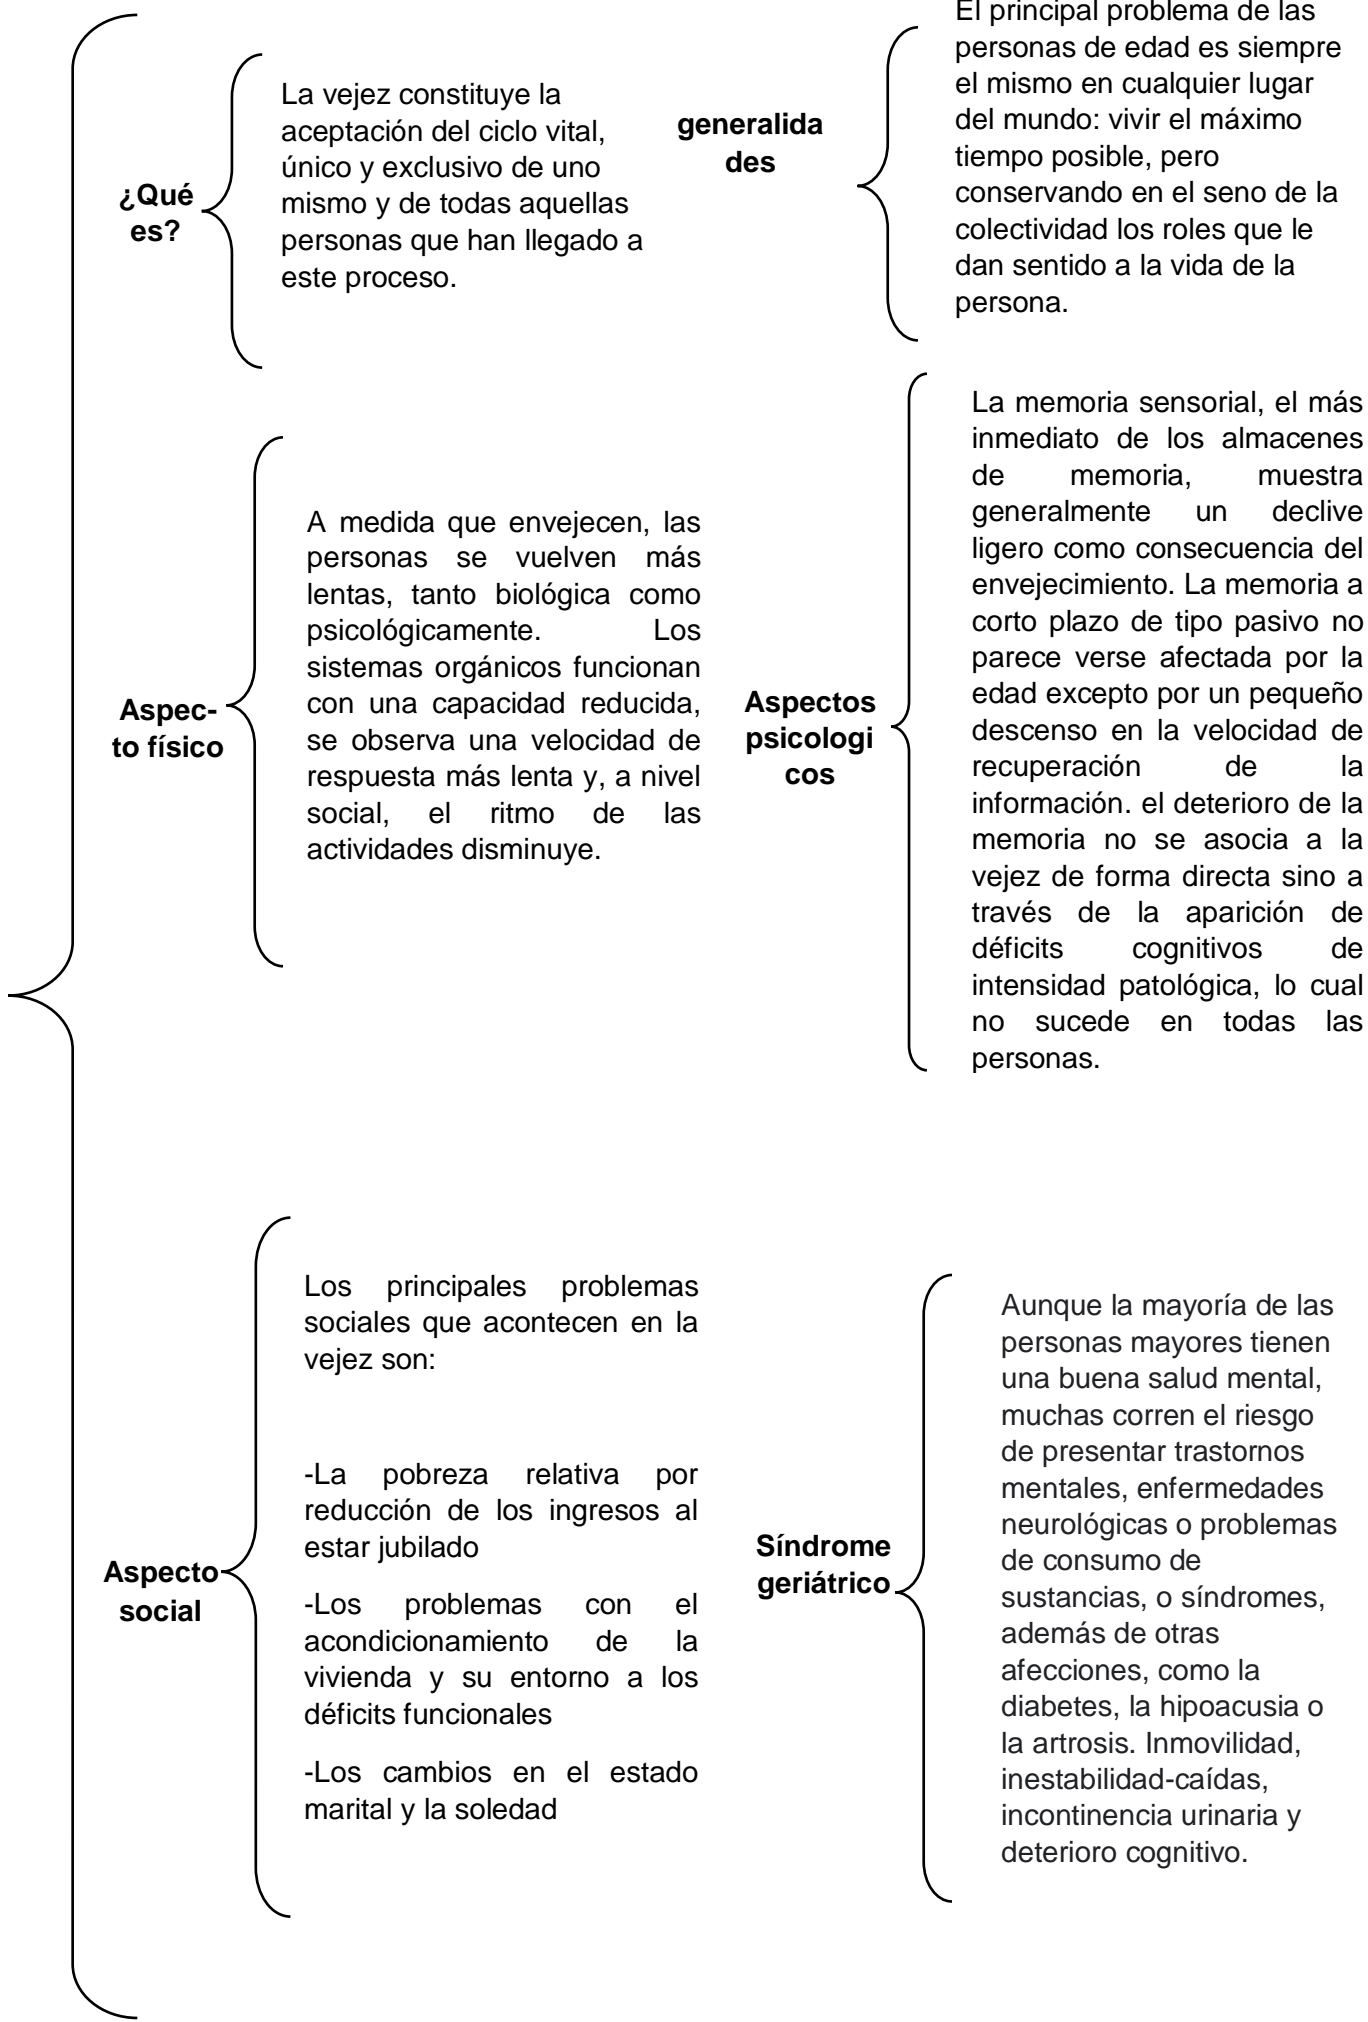 ¿Qué
es?
La vejez constituye la
aceptación del ciclo vital,
único y exclusivo de uno
mismo y de todas aquellas
personas que han llegado a
este proceso.
generalida
des
El principal problema de las
personas de edad es siempre
el mismo en cualquier lugar
del mundo: vivir el máximo
tiempo posible, pero
conservando en el seno de la
colectividad los roles que le
dan sentido a la vida de la
persona.
Aspec-
to físico
A medida que envejecen, las
personas se vuelven más
lentas, tanto biológica como
psicológicamente. Los
sistemas orgánicos funcionan
con una capacidad reducida,
se observa una velocidad de
respuesta más lenta y, a nivel
social, el ritmo de las
actividades disminuye.
Aspectos
psicologi
cos
La memoria sensorial, el más
inmediato de los almacenes
de memoria, muestra
generalmente un declive
ligero como consecuencia del
envejecimiento. La memoria a
corto plazo de tipo pasivo no
parece verse afectada por la
edad excepto por un pequeño
descenso en la velocidad de
recuperación de la
información. el deterioro de la
memoria no se asocia a la
vejez de forma directa sino a
través de la aparición de
déficits cognitivos de
intensidad patológica, lo cual
no sucede en todas las
personas.
Aspecto
social
Los principales problemas
sociales que acontecen en la
vejez son:
-La pobreza relativa por
reducción de los ingresos al
estar jubilado
-Los problemas con el
acondicionamiento de la
vivienda y su entorno a los
déficits funcionales
-Los cambios en el estado
marital y la soledad
Síndrome
geriátrico
Aunque la mayoría de las
personas mayores tienen
una buena salud mental,
muchas corren el riesgo
de presentar trastornos
mentales, enfermedades
neurológicas o problemas
de consumo de
sustancias, o síndromes,
además de otras
afecciones, como la
diabetes, la hipoacusia o
la artrosis. Inmovilidad,
inestabilidad-caídas,
incontinencia urinaria y
deterioro cognitivo.